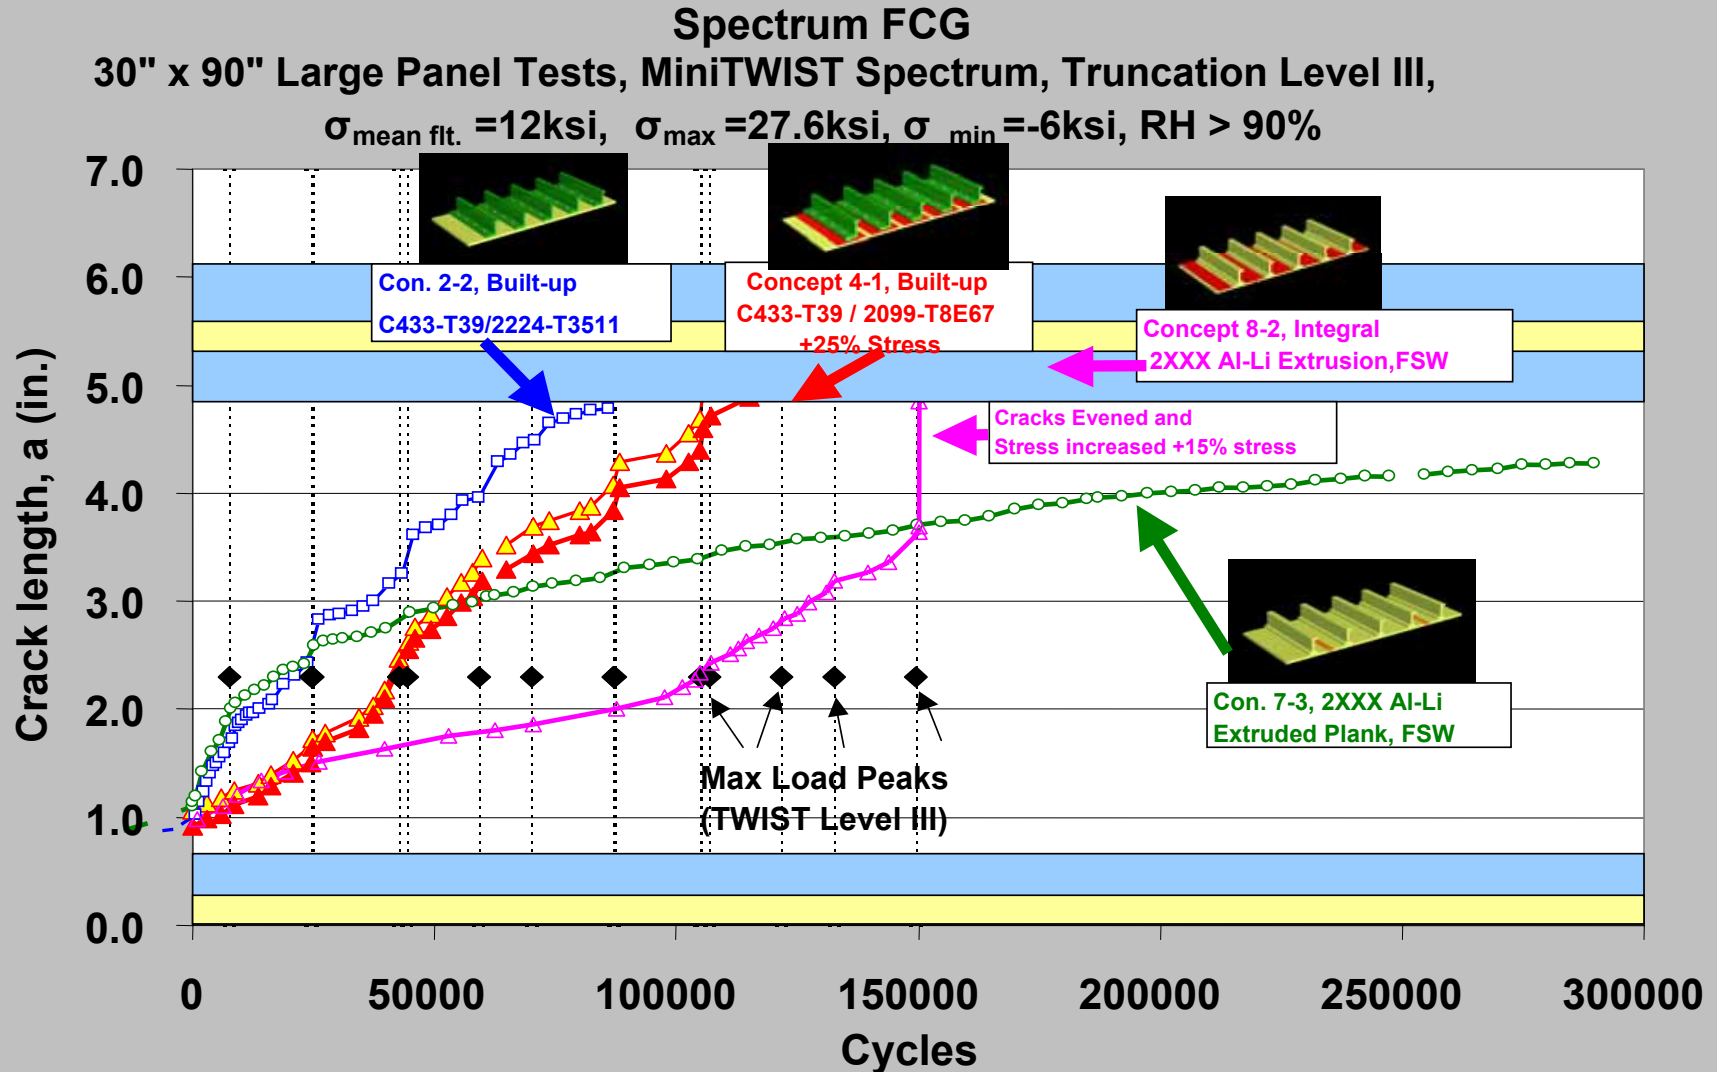 Spectrum FCG
30" x 90" Large Panel Tests, MiniTWIST Spectrum, Truncation Level III,
σmean flt. =12ksi, σmax =27.6ksi, σ min =-6ksi, RH > 90%
7.0
6.0
5.0
4.0
3.0
2.0
1.0
0.0
Crack length, a (in.)
Con. 2-2, Built-up
C433-T39/2224-T3511
Concept 4-1, Built-up
C433-T39 / 2099-T8E67
+25% Stress
Concept 8-2, Integral
2XXX Al-Li Extrusion,FSW
Cracks Evened and
Stress increased +15% stress
Con. 7-3, 2XXX Al-Li
Extruded Plank, FSW
Max Load Peaks
(TWIST Level III)
0
50000
100000
150000
200000
250000
300000
Cycles